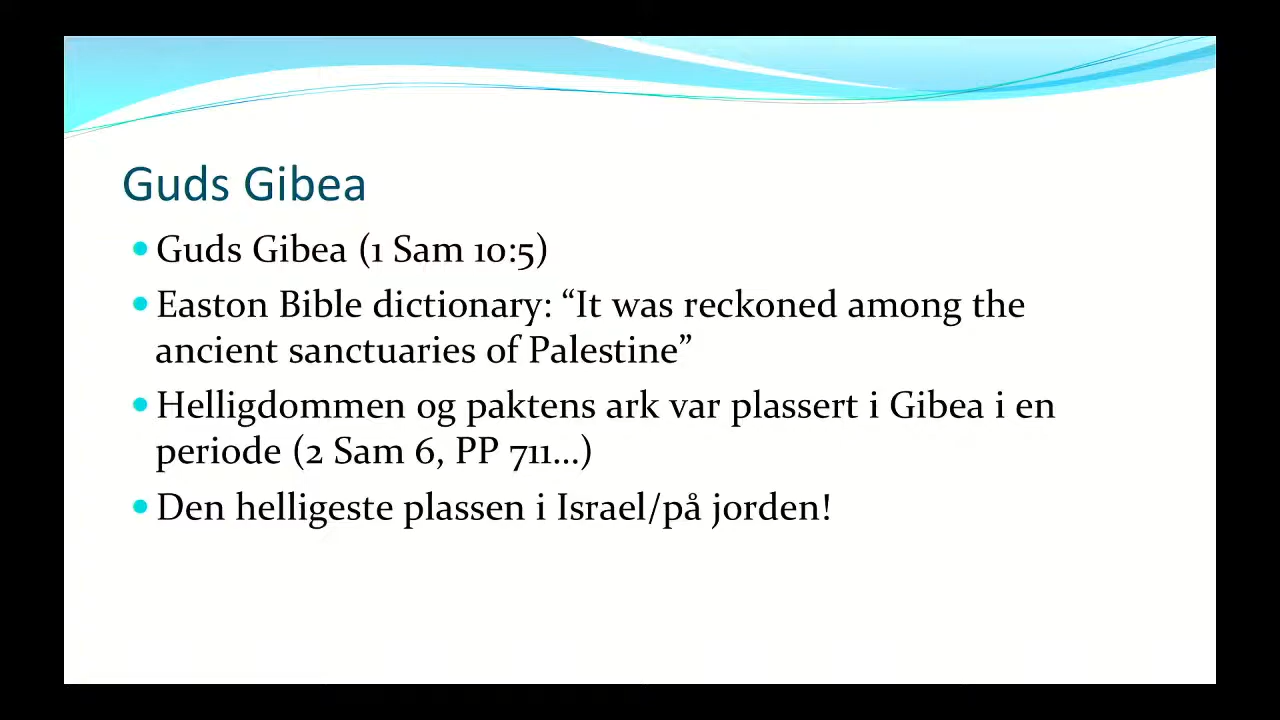 Guds Gibea
Guds Gibea (1 Sam 10:5)
Easton Bible dictionary: “It was reckoned among the
ancient sanctuaries of Palestine”
Helligdommen og paktens ark var plassert i Gibea i en
periode (2 Sam 6, PP 711…)
Den helligeste plassen i Israel/på jorden!